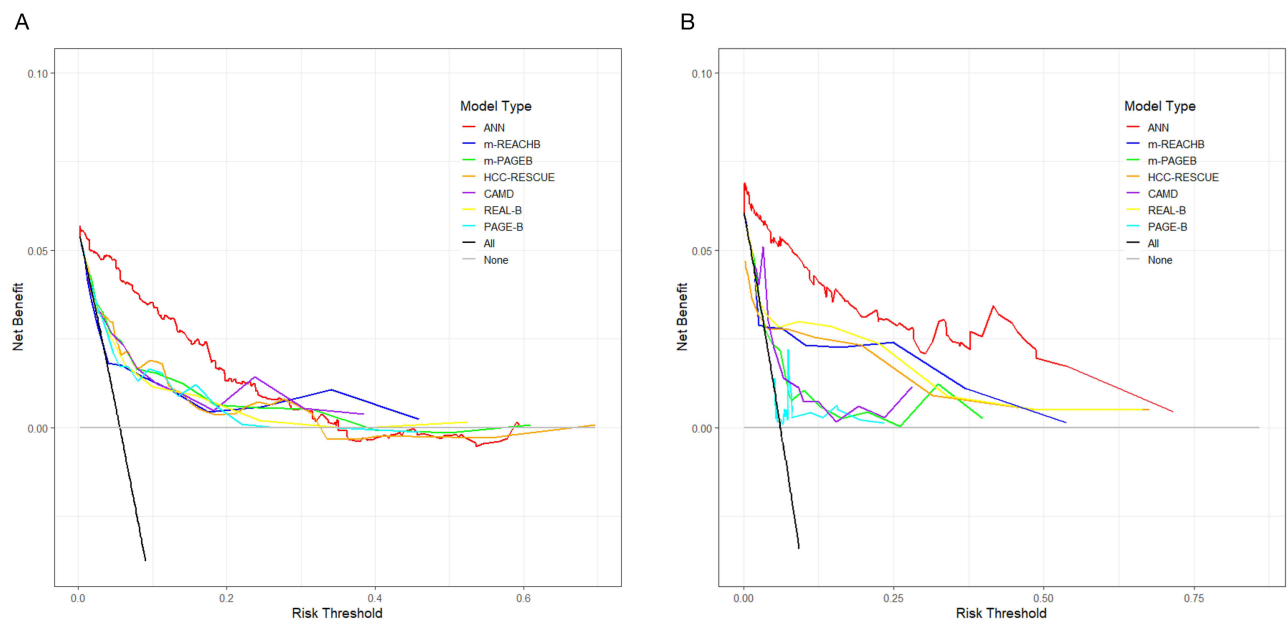 A
0.10
0.05
0.00
Net Benefit
0.0
0.2
0.4
0.6
Risk Threshold
Model Type
ANN
m-REACHB
m-PAGEB
HCC-RESCUE
CAMD
REAL-B
PAGE-B
All
None
B
0.10
0.05
0.00
Net Benefit
0.00
0.25
0.50
0.75
Risk Threshold
Model Type
ANN
m-REACHB
m-PAGEB
HCC-RESCUE
CAMD
REAL-B
PAGE-B
All
None